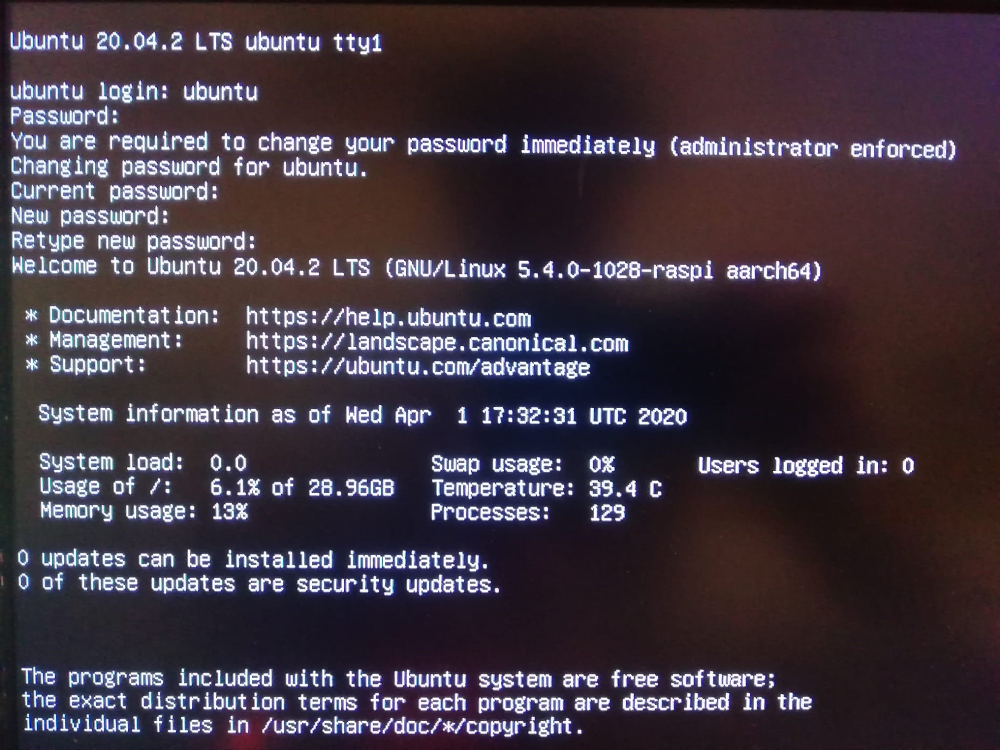 Ubuntu 20.04.2 LTS ubuntu tty1
ubuntu login: ubuntu
Password:
You are required to change your password immediately (administrator enforced)
Changing password for ubuntu.
Current password:
New password:
Retype new password:
Welcome to Ubuntu 20.04.2 LTS (GNU/Linux 5.4.0-1028-raspi aarch64)
* Documentation: https://help.ubuntu.com
* Management: https://landscape.canonical.com
* Support: https://ubuntu.com/advantage
System information as of Wed Apr 1 17:32:31 UTC 2020
System load: 0.0 Swap usage: 0% Users logged in: 0
Usage of /: 6.1% of 28.96GB Temperature: 39.4 C
Memory usage: 13% Processes: 129
0 updates can be installed immediately.
0 of these updates are security updates.
The programs included with the Ubuntu system are free software;
the exact distribution terms for each program are described in the
individual files in /usr/share/doc/*/copyright.